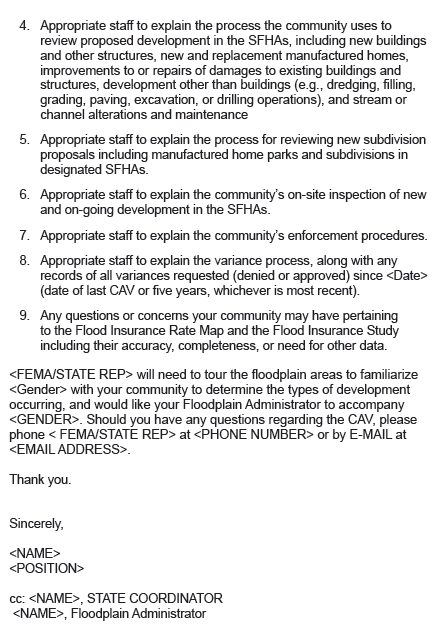 4. Appropriate staff to explain the process the community uses to
review proposed development in the SFHAs, including new buildings
and other structures, new and replacement manufactured homes,
improvements to or repairs of damages to existing buildings and
structures, development other than buildings (e.g., dredging, filling,
grading, paving, excavation, or drilling operations), and stream or
channel alterations and maintenance
5. Appropriate staff to explain the process for reviewing new subdivision
proposals including manufactured home parks and subdivisions in
designated SFHAs.
6. Appropriate staff to explain the community's on-site inspection of new
and on-going development in the SFHAs.
7. Appropriate staff to explain the community's enforcement procedures.
8. Appropriate staff to explain the variance process, along with any
records of all variances requested (denied or approved) since <Date>
(date of last CAV or five years, whichever is most recent).
9. Any questions or concerns your community may have pertaining
to the Flood Insurance Rate Map and the Flood Insurance Study
including their accuracy, completeness, or need for other data.
<FEMA/STATE REP> will need to tour the floodplain areas to familiarize
<Gender> with your community to determine the types of development
occurring, and would like your Floodplain Administrator to accompany
<GENDER>. Should you have any questions regarding the CAV, please
phone < FEMA/STATE REP> at <PHONE NUMBER> or by E-MAIL at
<EMAIL ADDRESS>.
Thank you.
Sincerely,
<NAME>
<POSITION>
cc: <NAME>, STATE COORDINATOR
<NAME>, Floodplain Administrator